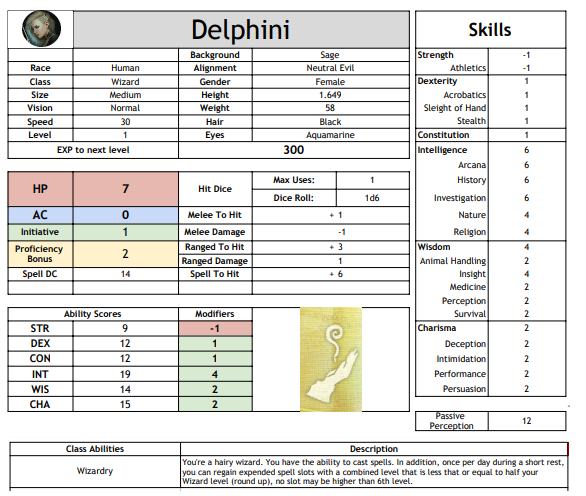 Delphini
Skills
Background Sage
Race Human Alignment Neutral Evil
Class Wizard Gender Female
Size Medium Height 1.649
Vision Normal Weight 58
Speed 30 Hair Black
Level 1 Eyes Aquamarine
EXP to next level 300
HP 7 Hit Dice Max Uses: 1
Dice Roll: 1d6
AC 0 Melee To Hit + 1
Initiative 1 Melee Damage -1
Proficiency Bonus 2 Ranged To Hit + 3
Ranged Damage 1
Spell DC 14 Spell To Hit + 6
Ability Scores Modifiers
STR 9 -1
DEX 12 1
CON 12 1
INT 19 4
WIS 14 2
CHA 15 2
Strength -1
Athletics -1
Dexterity 1
Acrobatics 1
Sleight of Hand 1
Stealth 1
Constitution 1
Intelligence 6
Arcana 6
History 6
Investigation 6
Nature 4
Religion 4
Wisdom 4
Animal Handling 2
Insight 4
Medicine 2
Perception 2
Survival 2
Charisma 2
Deception 2
Intimidation 2
Performance 2
Persuasion 2
Passive Perception 12
Class Abilities Description
Wizardry
You're a hairy wizard. You have the ability to cast spells. In addition, once per day during a short rest,
you can regain expended spell slots with a combined level that is less that or equal to half your
Wizard level (round up), no slot may be higher than 6th level.